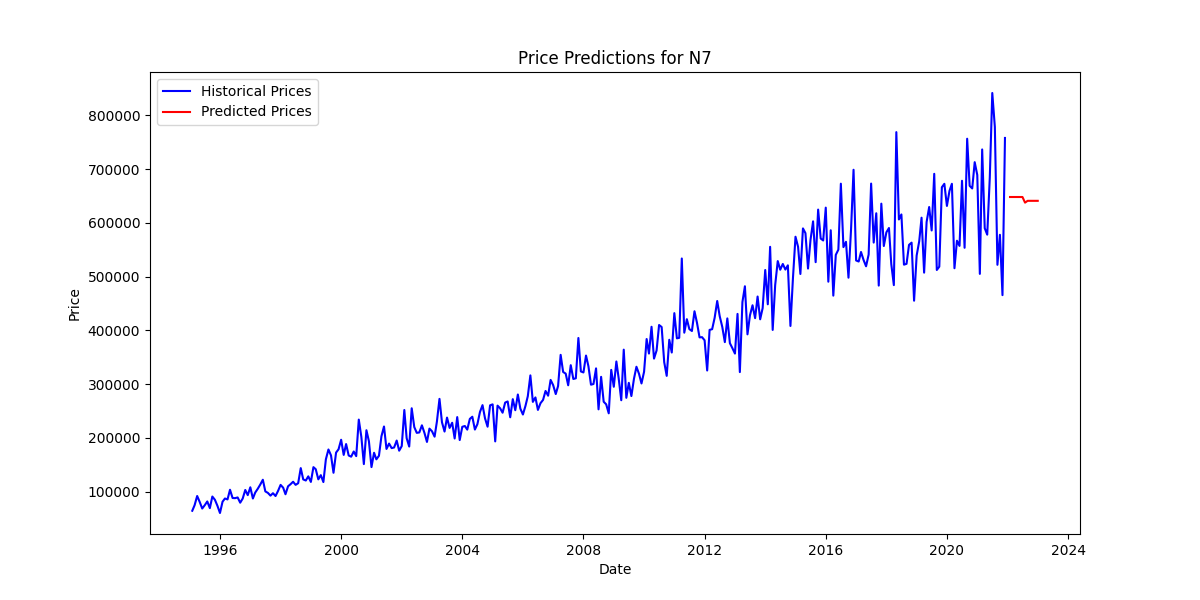 Price Predictions for N7
Historical Prices
Predicted Prices
800000
700000
600000
500000
400000
300000
200000
100000
Price
1996 2000 2004 2008 2012 2016 2020 2024
Date